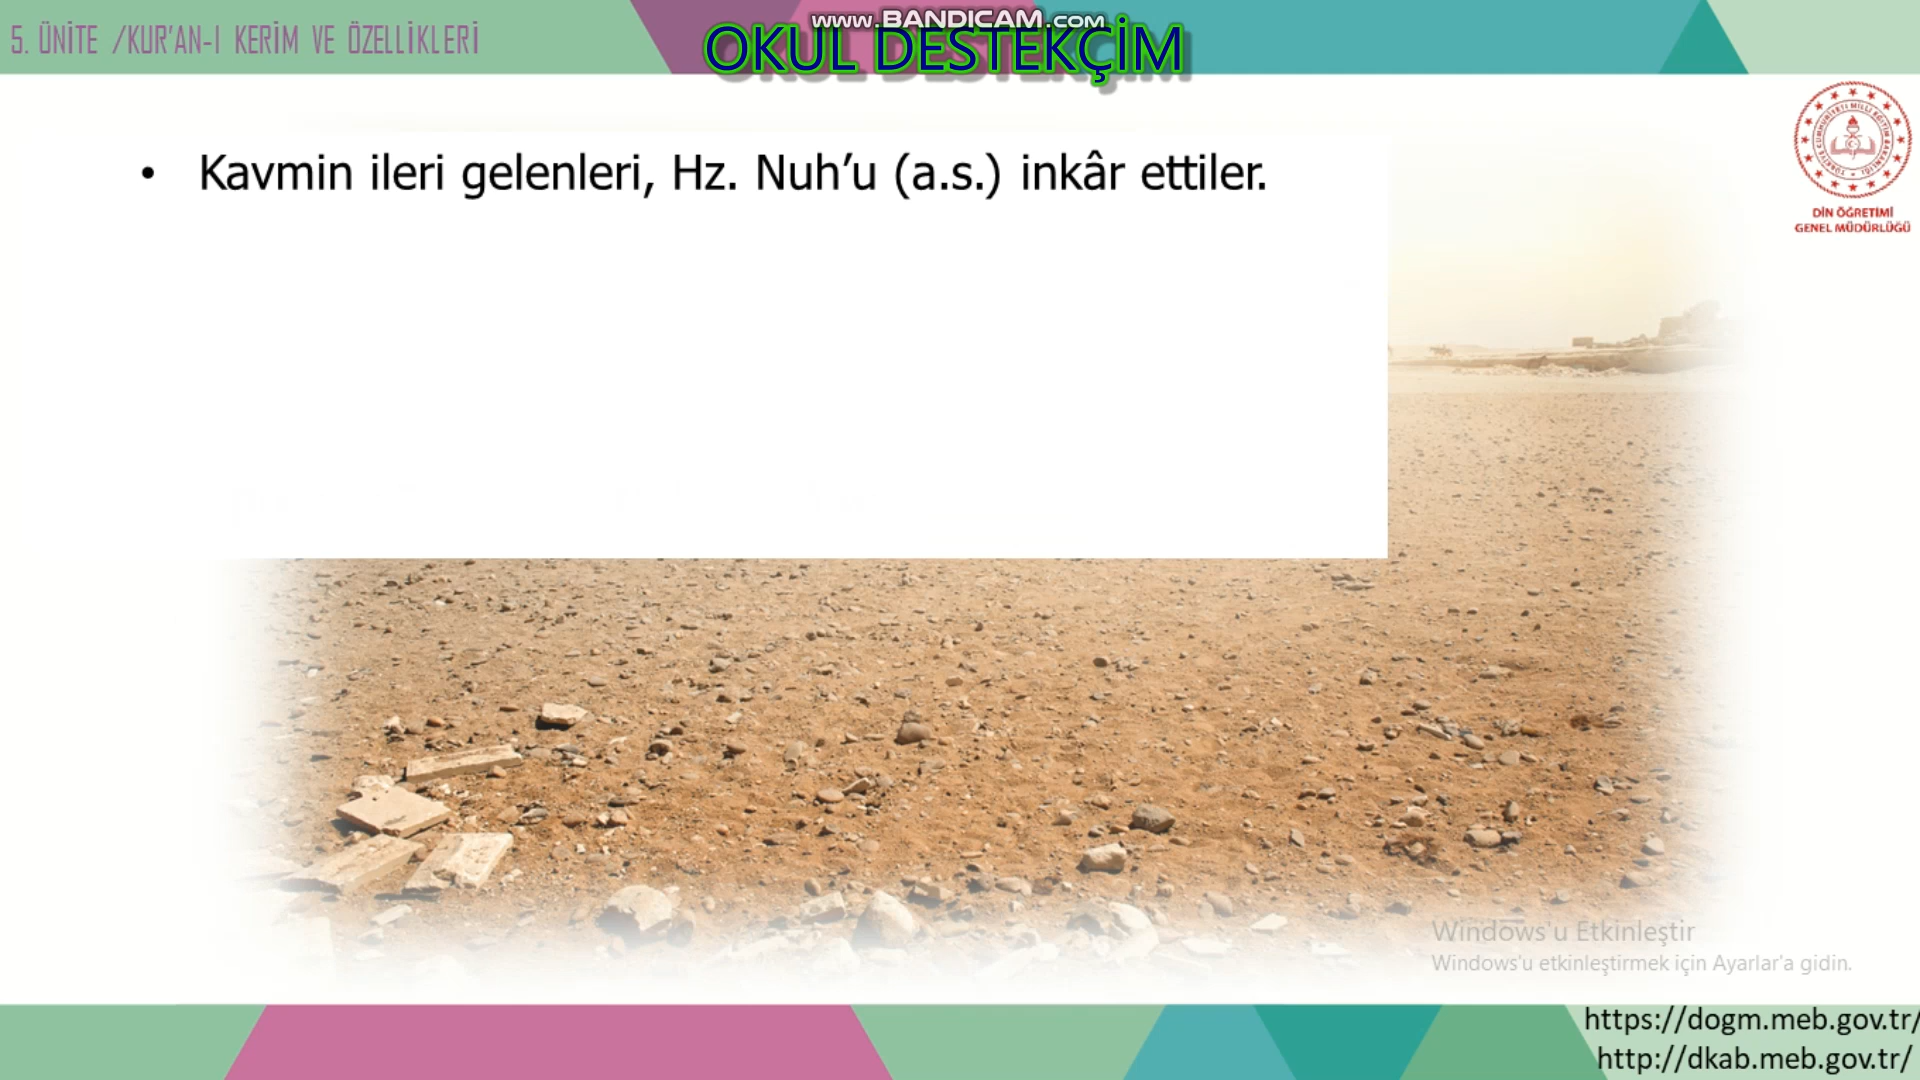 5. ÜNİTE /KUR'AN-I KERİM VE ÖZELLİKLERİ
www.BANDICAM.com
OKUL DESTEKÇİM
• Kavmin ileri gelenleri, Hz. Nuh’u (a.s.) inkâr ettiler.
DİN ÖĞRETİMİ
GENEL MÜDÜRLÜĞÜ
Windows'u Etkinleştir
Windows'u etkinleştirmek için Ayarlar'a gidin.
https://dogm.meb.gov.tr/
http://dkab.meb.gov.tr/